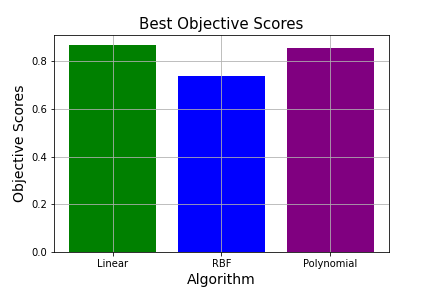 Best Objective Scores
Objective Scores
0.8
0.6
0.4
0.2
0.0
Linear
RBF
Polynomial
Algorithm